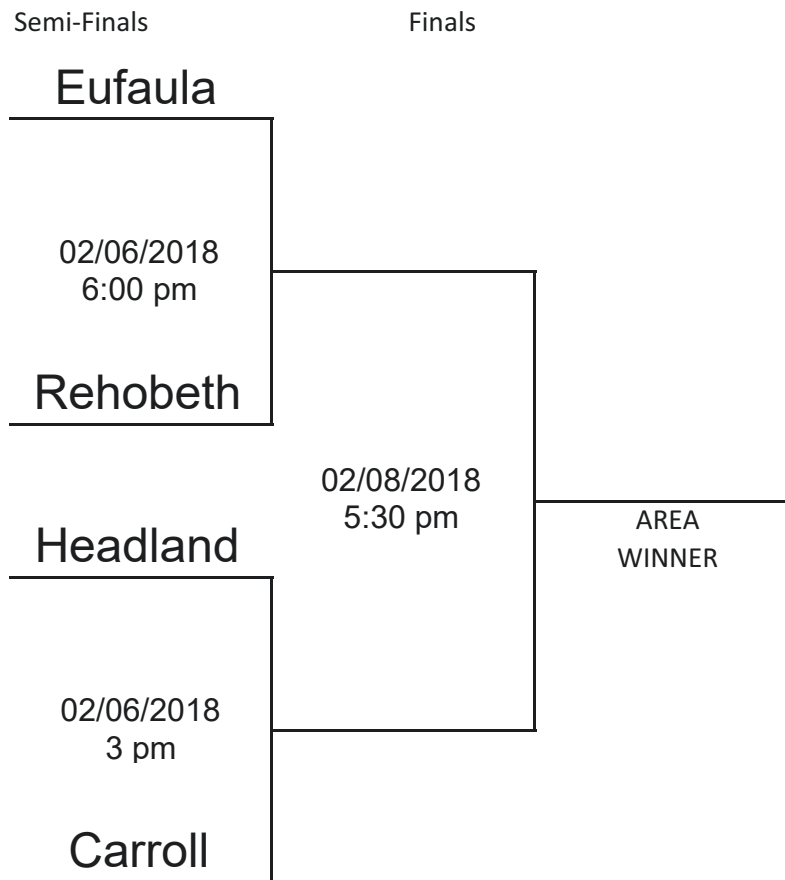 Semi-Finals Finals
Eufaula
02/06/2018
6:00 pm
Rehobeth
02/08/2018
5:30 pm
AREA
WINNER
Headland
02/06/2018
3 pm
Carroll